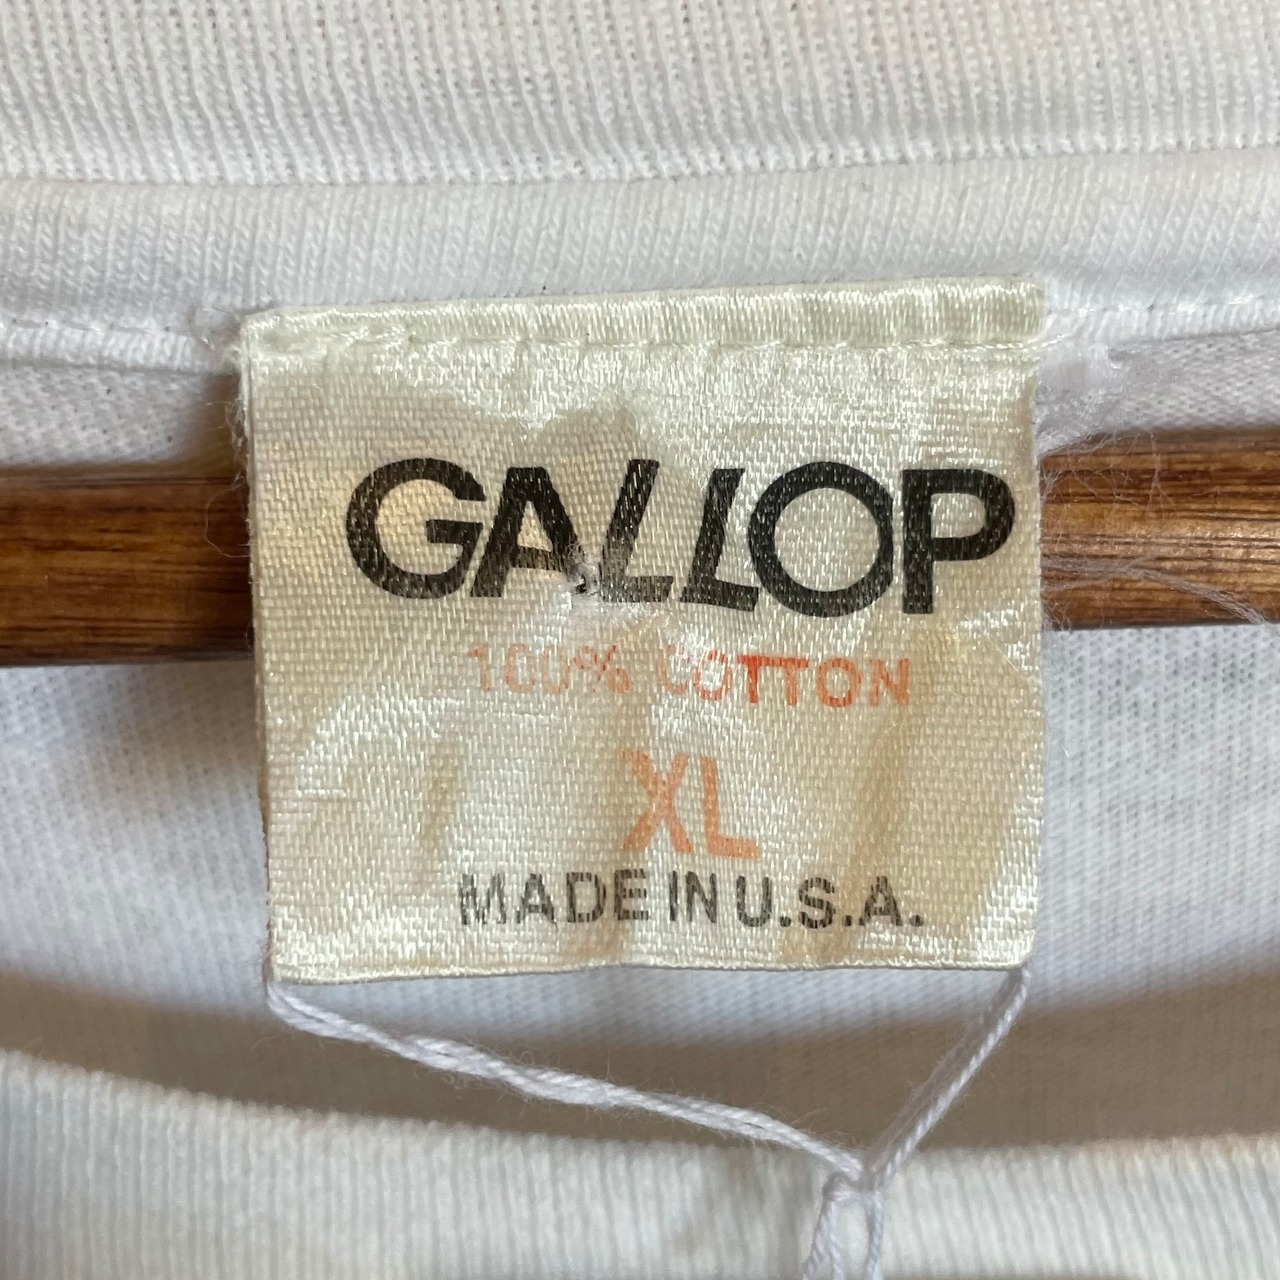 GALLOP
100% COTTON
XL
MADE IN U.S.A.